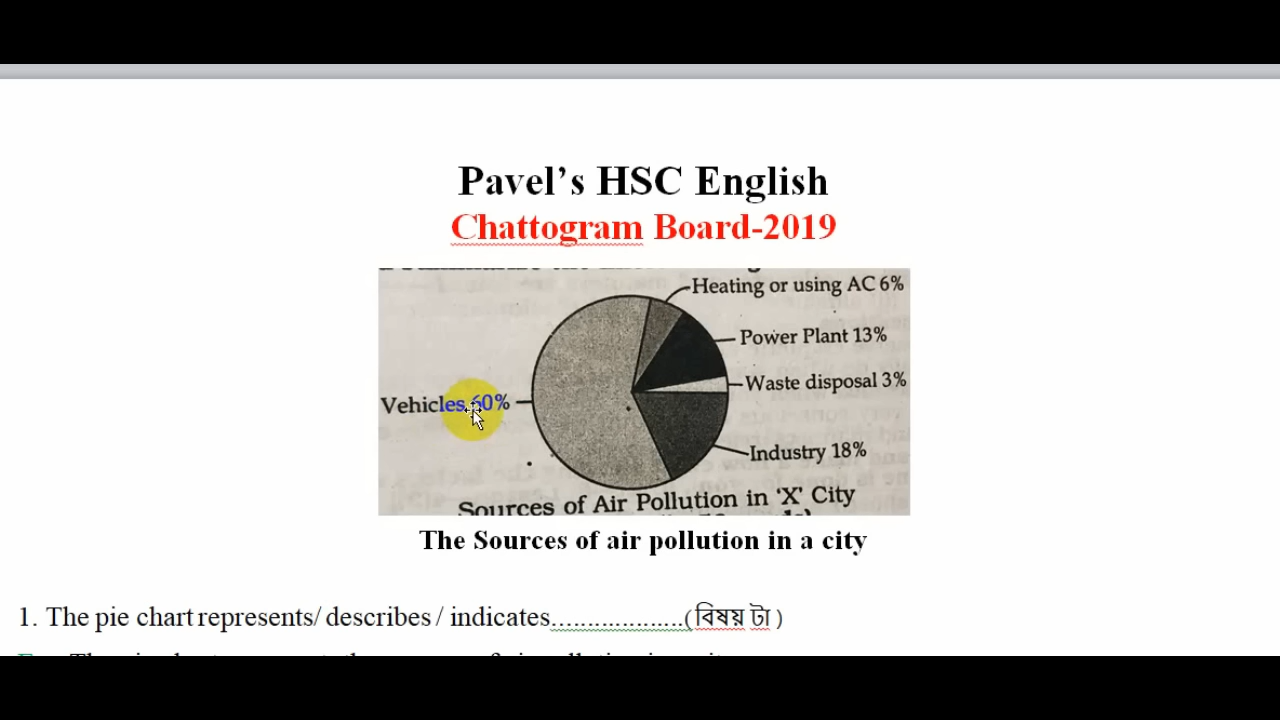 Pavel’s HSC English
Chattogram Board-2019
Heating or using AC 6%
Power Plant 13%
Waste disposal 3%
Vehicles 60%
Industry 18%
Sources of Air Pollution in ‘X’ City
The Sources of air pollution in a city
1. The pie chart represents/ describes / indicates...................(বিষয় টা )